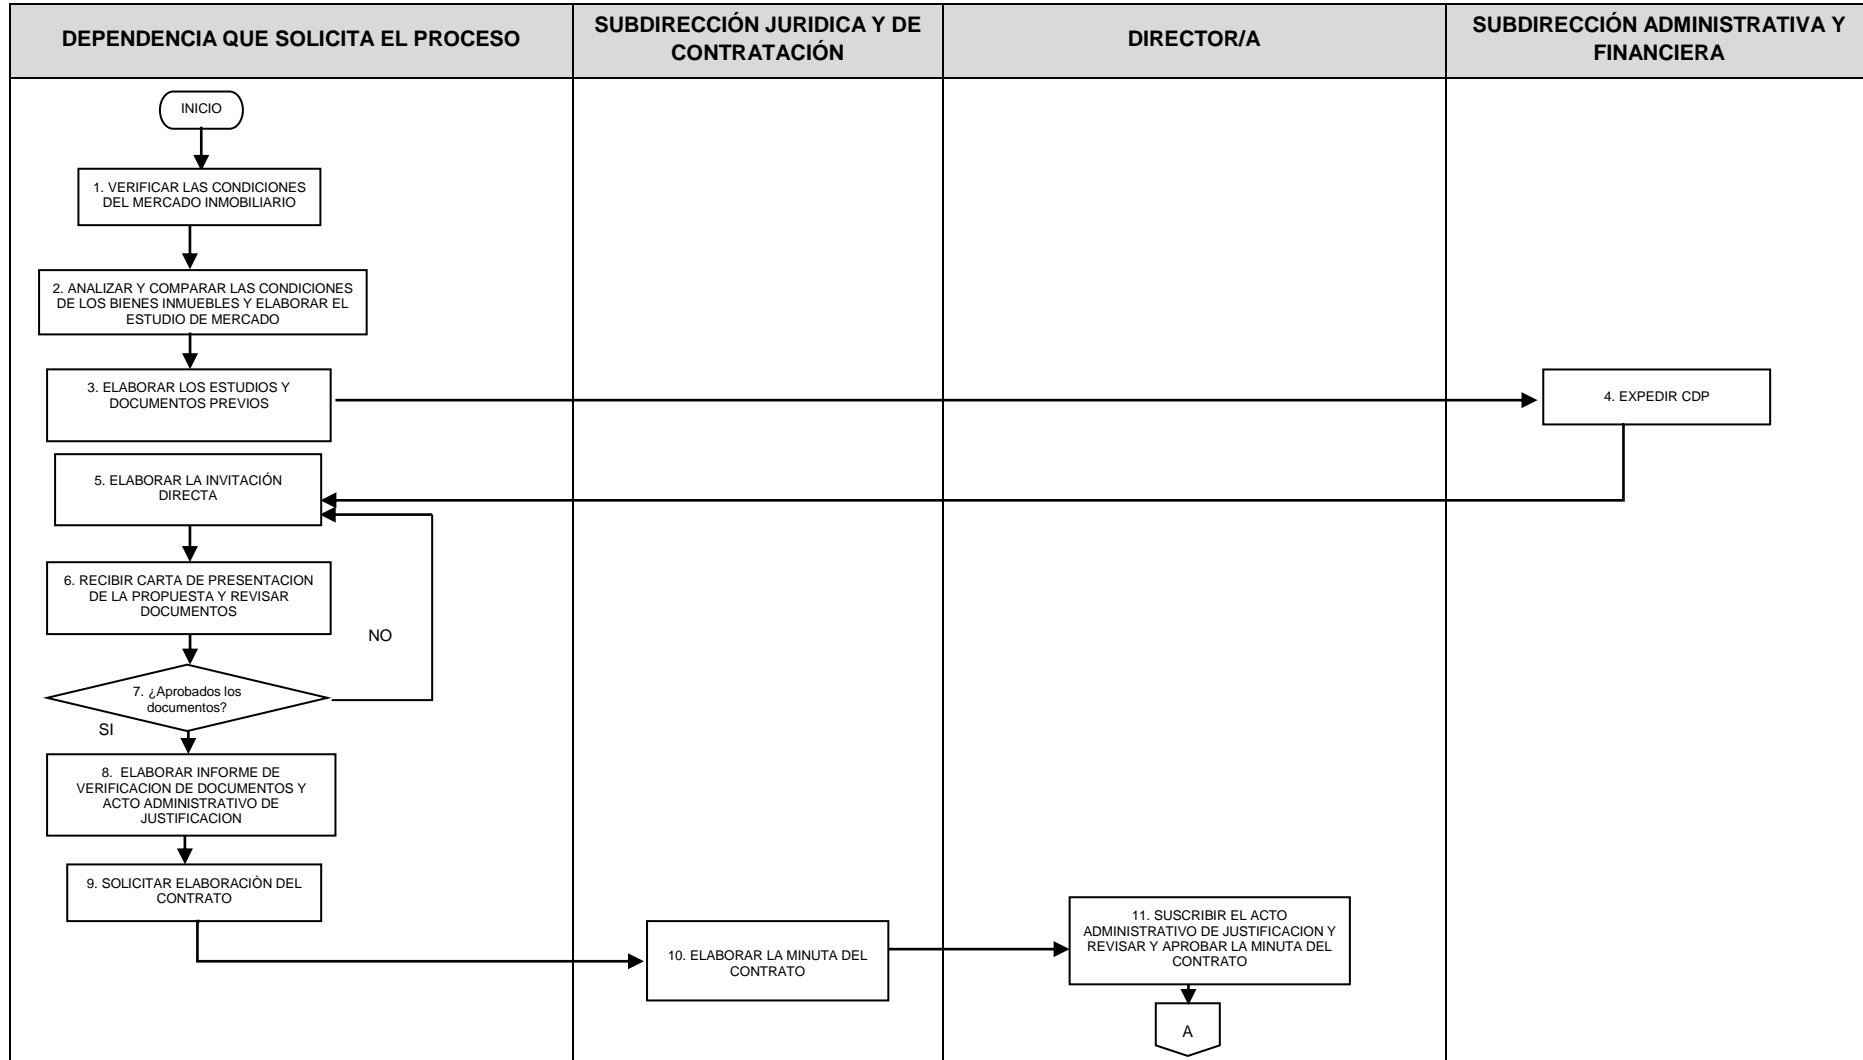 DEPENDENCIA QUE SOLICITA EL PROCESO
SUBDIRECCIÓN JURIDICA Y DE
CONTRATACIÓN
DIRECTOR/A
SUBDIRECCIÓN ADMINISTRATIVA Y
FINANCIERA
INICIO
1. VERIFICAR LAS CONDICIONES
DEL MERCADO INMOBILIARIO
2. ANALIZAR Y COMPARAR LAS CONDICIONES
DE LOS BIENES INMUEBLES Y ELABORAR EL
ESTUDIO DE MERCADO
3. ELABORAR LOS ESTUDIOS Y
DOCUMENTOS PREVIOS
4. EXPEDIR CDP
5. ELABORAR LA INVITACIÓN
DIRECTA
6. RECIBIR CARTA DE PRESENTACION
DE LA PROPUESTA Y REVISAR
DOCUMENTOS
NO
7. ¿Aprobados los
documentos?
SI
8. ELABORAR INFORME DE
VERIFICACION DE DOCUMENTOS Y
ACTO ADMINISTRATIVO DE
JUSTIFICACION
9. SOLICITAR ELABORACIÒN DEL
CONTRATO
10. ELABORAR LA MINUTA DEL
CONTRATO
11. SUSCRIBIR EL ACTO
ADMINISTRATIVO DE JUSTIFICACION Y
REVISAR Y APROBAR LA MINUTA DEL
CONTRATO
A